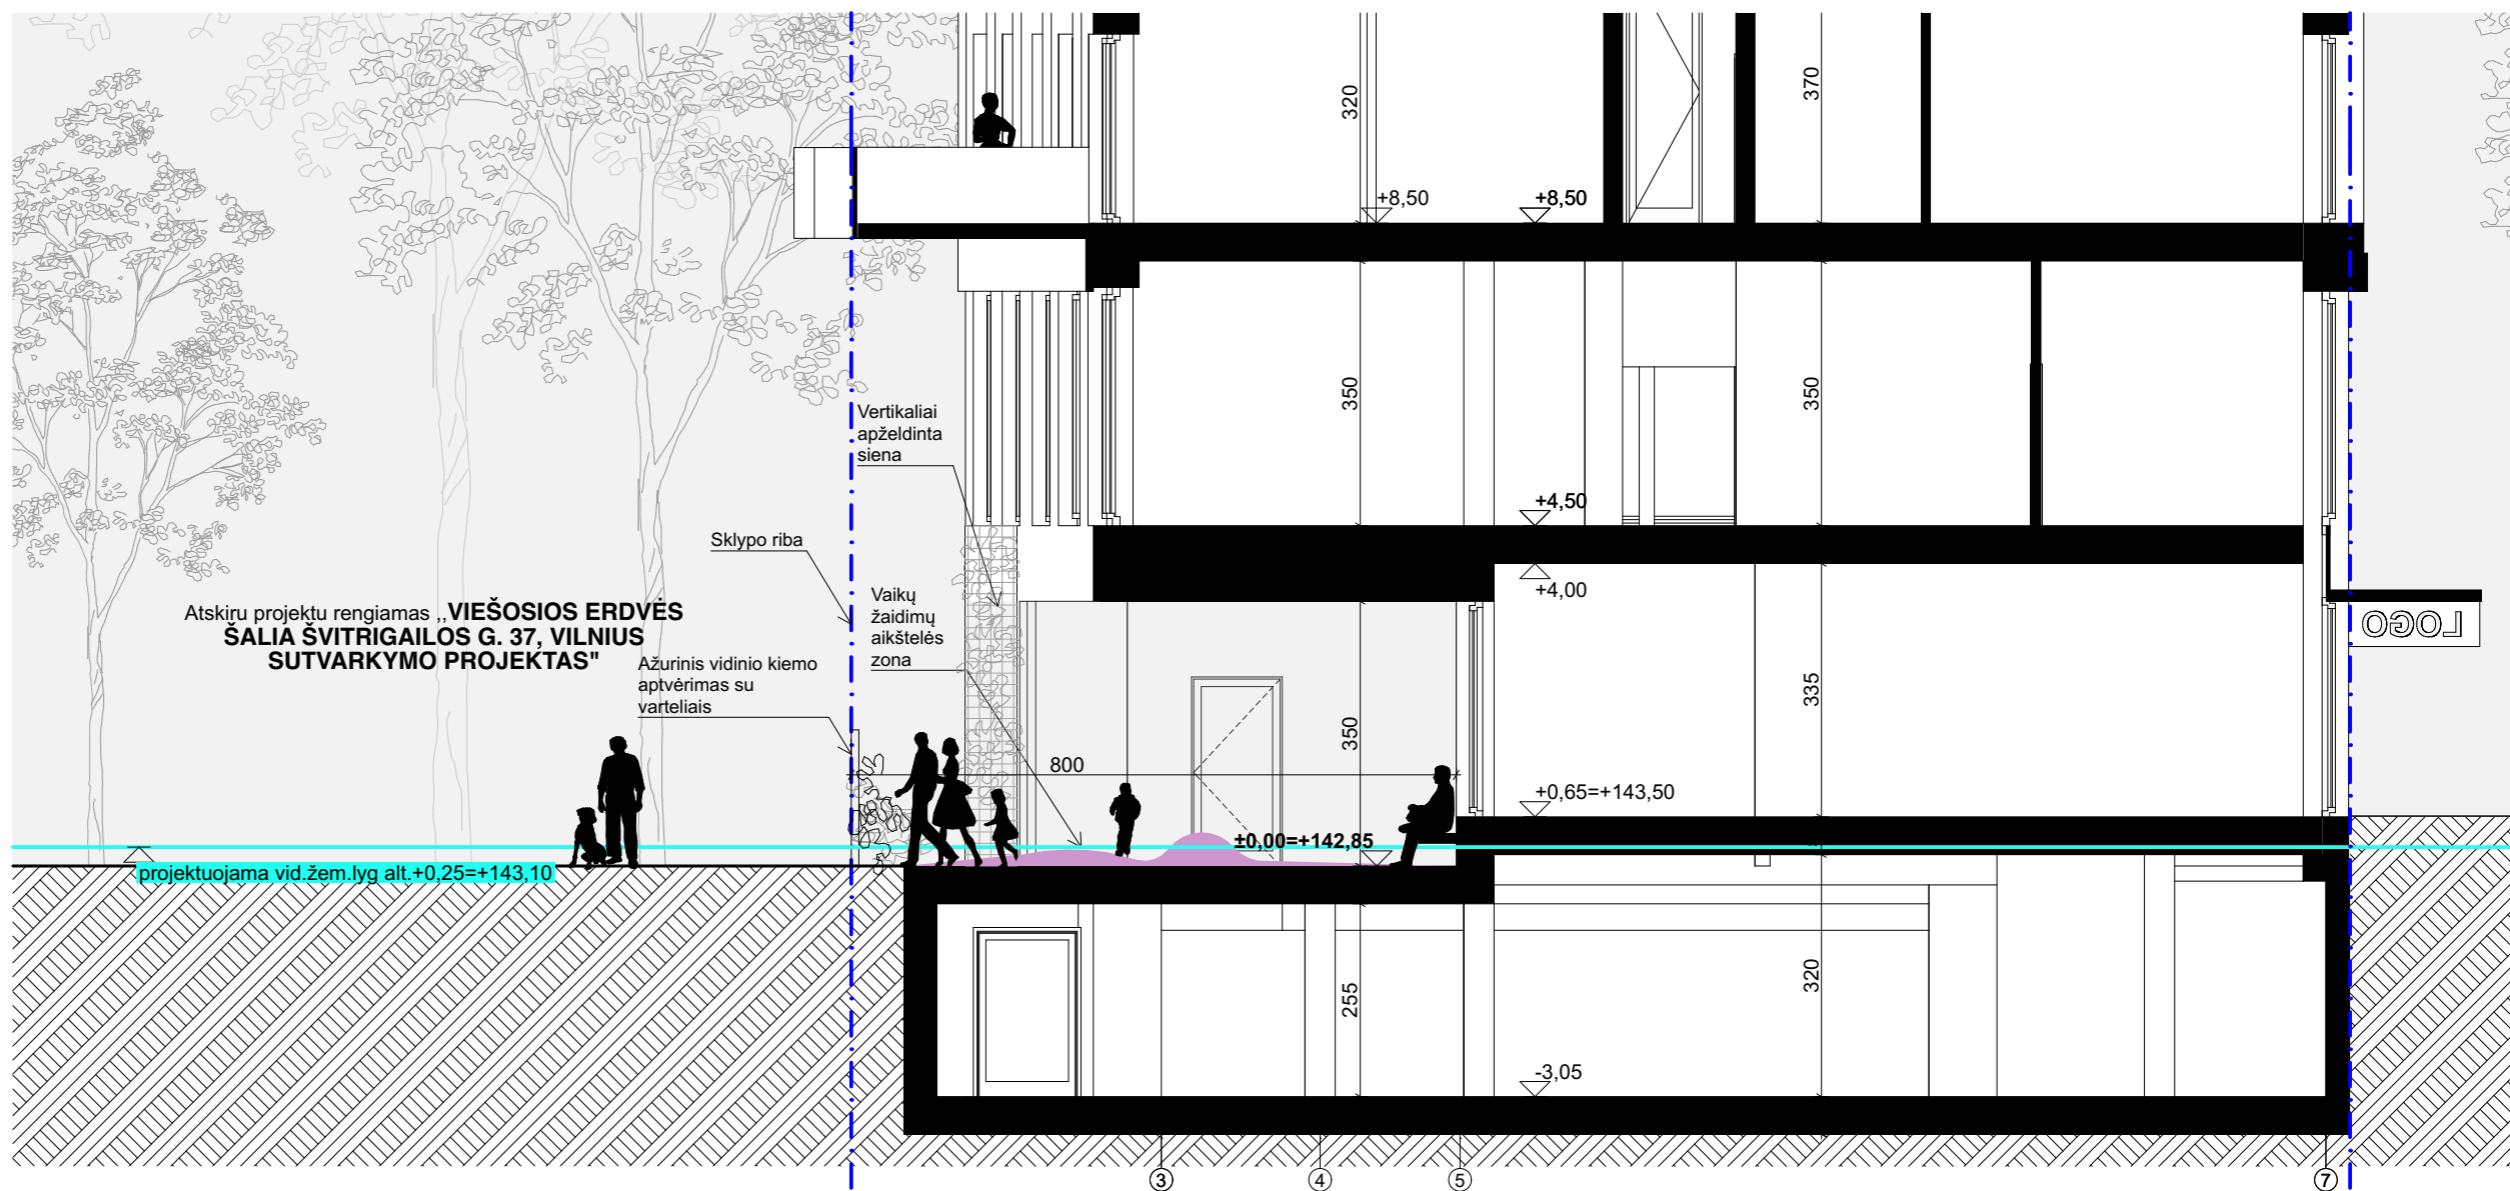 320
370
+8,50
+8,50
Vertikaliai
apželdinta
siena
350
350
+4,50
Sklypo riba
+4,00
Vaikų
žaidimų
aikštelės
zona
Atskiru projektu rengiamas ,,VIEŠOSIOS ERDVĖS
ŠALIA ŠVITRIGAILOS G. 37, VILNIUS
SUTVARKYMO PROJEKTAS"
LOGO
Ažurinis vidinio kiemo
aptvėrimas su
varteliais
335
350
800
+0,65=+143,50
±0,00=+142,85
projektuojama vid.žem.lyg alt.+0,25=+143,10
255
320
-3,05
3
4
5
7